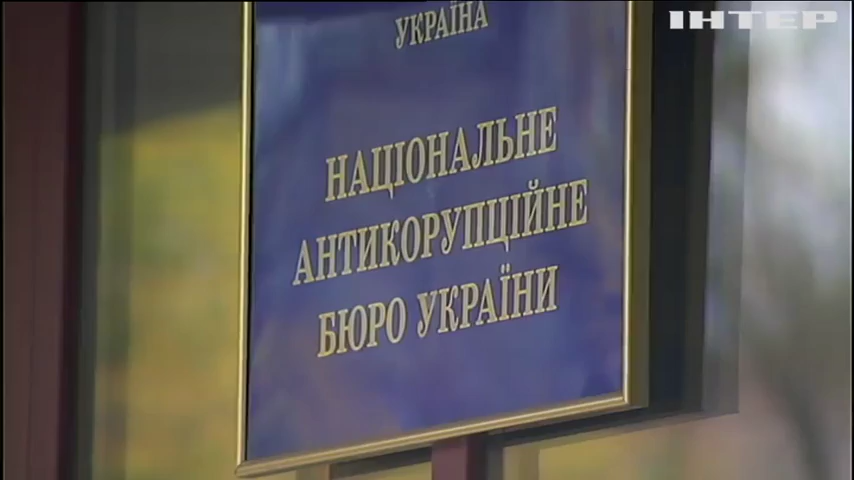 ІНТЕР
УКРАЇНА
НАЦІОНАЛЬНЕ
АНТИКОРУПЦІЙНЕ
БЮРО УКРАЇНИ